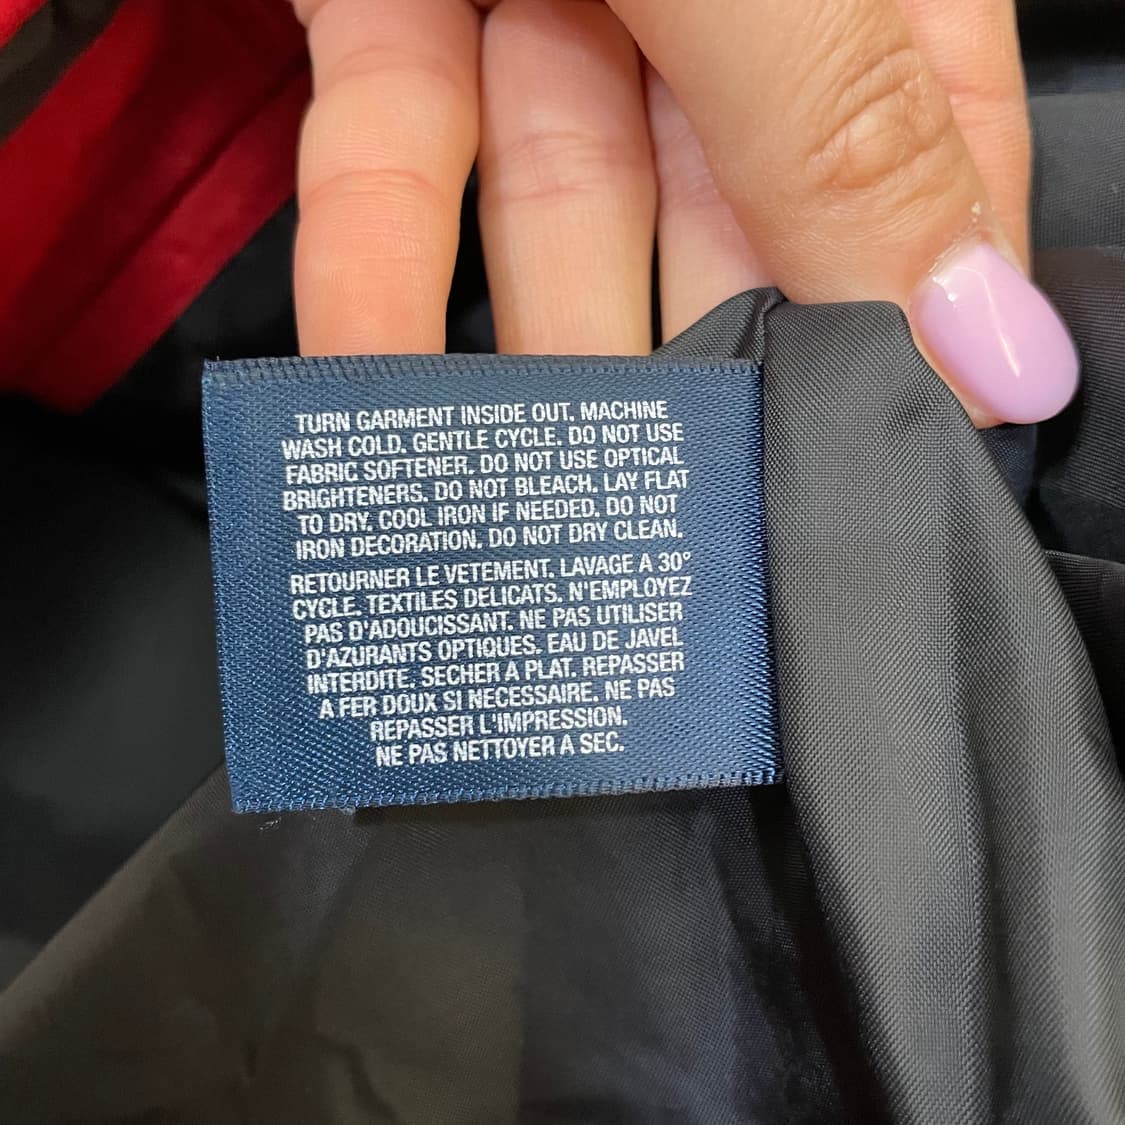 TURN GARMENT INSIDE OUT. MACHINE
WASH COLD. GENTLE CYCLE. DO NOT USE
FABRIC SOFTENER. DO NOT USE OPTICAL
BRIGHTENERS. DO NOT BLEACH. LAY FLAT
TO DRY. COOL IRON IF NEEDED. DO NOT
IRON DECORATION. DO NOT DRY CLEAN.
RETOURNER LE VETEMENT. LAVAGE A 30°
CYCLE. TEXTILES DELICATS. N'EMPLOYEZ
PAS D'ADOUCISSANT. NE PAS UTILISER
D'AZURANTS OPTIQUES. EAU DE JAVEL
INTERDITE. SECHER A PLAT. REPASSER
A FER DOUX SI NECESSAIRE. NE PAS
REPASSER L'IMPRESSION.
NE PAS NETTOYER A SEC.